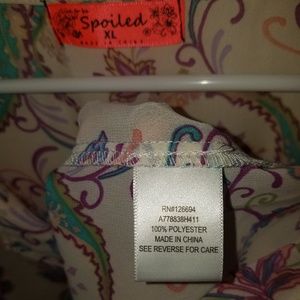 Spoiled
XL
MADE IN CHINA
RN#126694
A778838H411
100% POLYESTER
MADE IN CHINA
SEE REVERSE FOR CARE